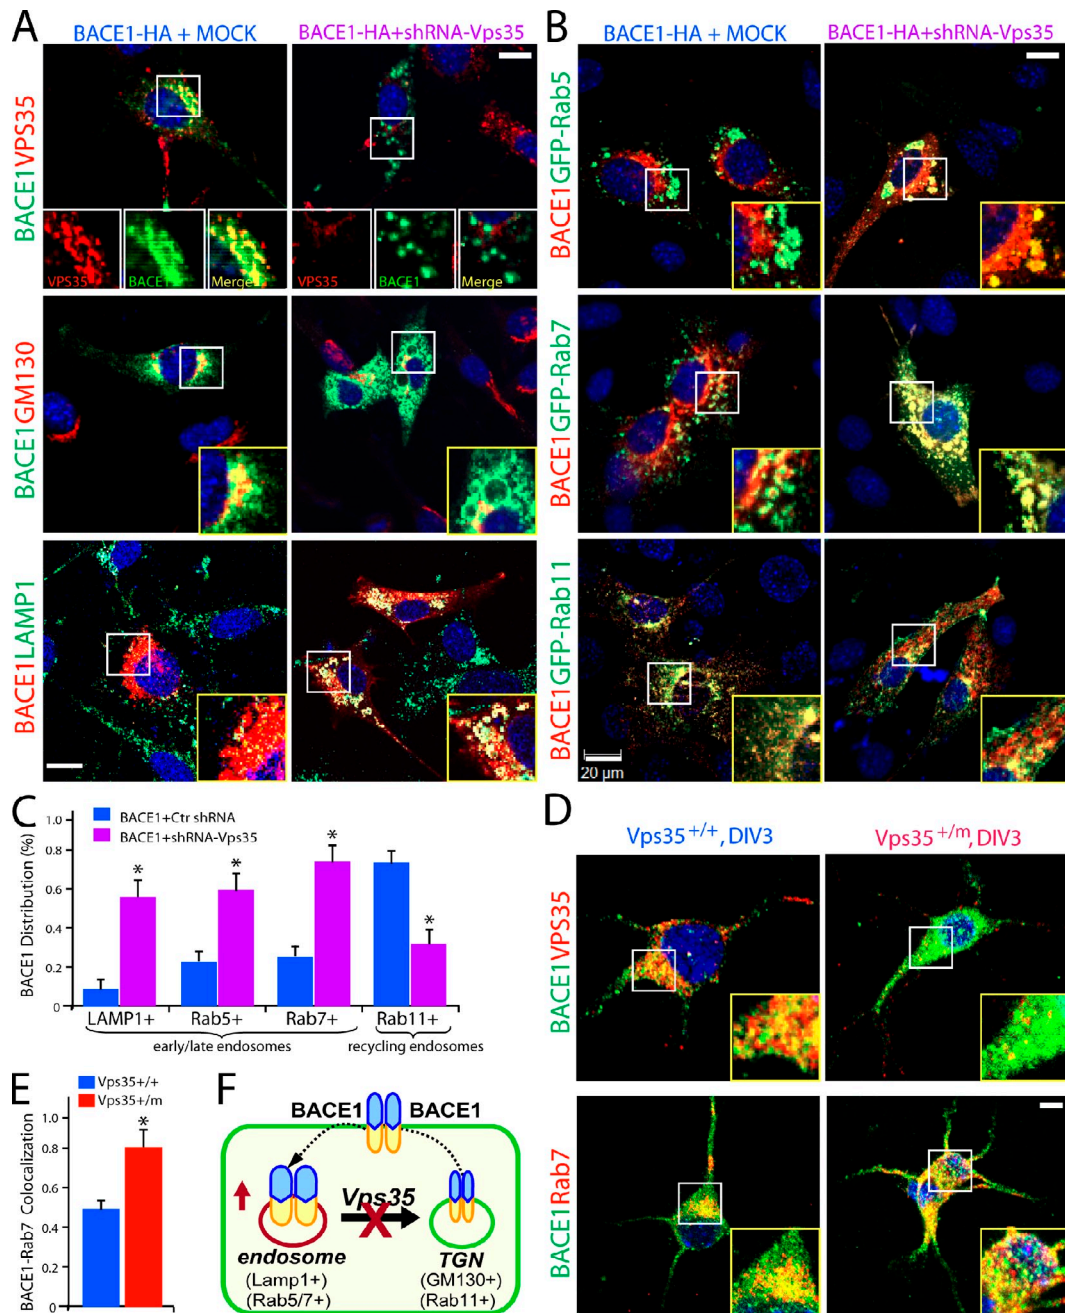 A
BACE1-HA + MOCK
BACE1-HA+shRNA-Vps35
BACE1VPS35
VPS35
BACE1
Merge
VPS35
BACE1
Merge
BACE1GM130
BACE1LAMP1
B
BACE1-HA + MOCK
BACE1-HA+shRNA-Vps35
BACE1GFP-Rab5
BACE1GFP-Rab7
BACE1GFP-Rab11
20 μm
C
BACE1+Ctr shRNA
BACE1+shRNA-Vps35
BACE1 Distribution (%)
1.0
0.8
0.6
0.4
0.2
0
* * * *
LAMP1+ Rab5+ Rab7+ Rab11+
early/late endosomes
recycling endosomes
D
Vps35+/+, DIV3
Vps35+/m, DIV3
BACE1VPS35
BACE1Rab7
E
Vps35+/+
Vps35+/m
BACE1-Rab7 Colocalization
1.0
0.8
0.6
0.4
0.2
0
*
F
BACE1 BACE1
Vps35
X
endosome
(Lamp1+)
(Rab5/7+)
TGN
(GM130+)
(Rab11+)